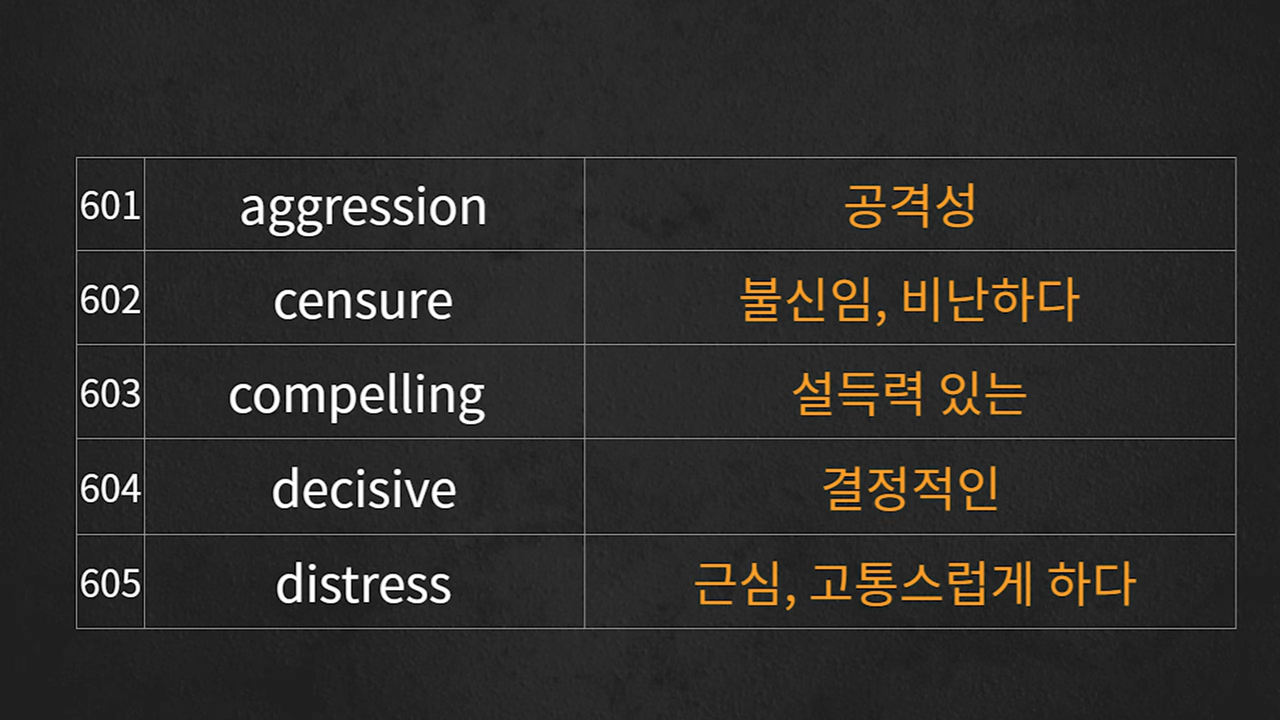 601 aggression 공격성
602 censure 불신임, 비난하다
603 compelling 설득력 있는
604 decisive 결정적인
605 distress 근심, 고통스럽게 하다